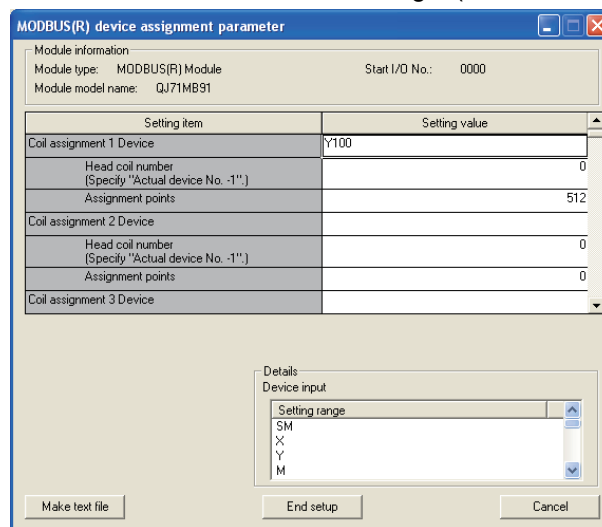 MODBUS(R) device assignment parameter
Module information
Module type: MODBUS(R) Module Start I/O No.: 0000
Module model name: QJ71MB91
Setting item Setting value
Coil assignment 1 Device Y100
Head coil number 0
(Specify "Actual device No. -1".)
Assignment points 512
Coil assignment 2 Device
Head coil number 0
(Specify "Actual device No. -1".)
Assignment points 0
Coil assignment 3 Device
Details
Device input
Setting range
SM
X
Y
M
Make text file End setup Cancel